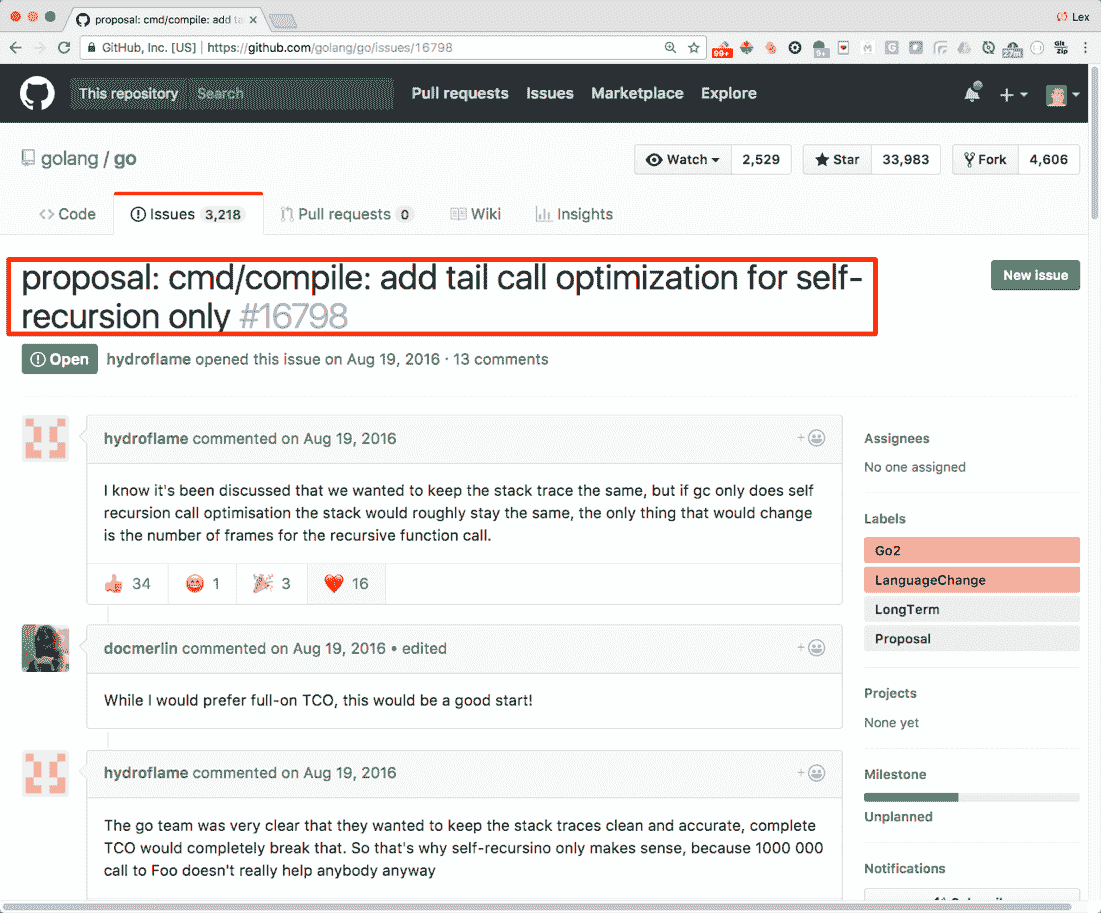 proposal: cmd/compile: add ta
Lex
GitHub, Inc. [US] | https://github.com/golang/go/issues/16798
99+
This repository Search Pull requests Issues Marketplace Explore
golang / go
Watch 2,529 Star 33,983 Fork 4,606
Code Issues 3,218 Pull requests 0 Wiki Insights
proposal: cmd/compile: add tail call optimization for self-
recursion only #16798
New issue
Open hydroflame opened this issue on Aug 19, 2016 · 13 comments
hydroflame commented on Aug 19, 2016
I know it's been discussed that we wanted to keep the stack trace the same, but if gc only does self
recursion call optimisation the stack would roughly stay the same, the only thing that would change
is the number of frames for the recursive function call.
34 1 3 16
docmerlin commented on Aug 19, 2016 • edited
While I would prefer full-on TCO, this would be a good start!
hydroflame commented on Aug 19, 2016
The go team was very clear that they wanted to keep the stack traces clean and accurate, complete
TCO would completely break that. So that's why self-recursino only makes sense, because 1000 000
call to Foo doesn't really help anybody anyway
Assignees
No one assigned
Labels
Go2
LanguageChange
LongTerm
Proposal
Projects
None yet
Milestone
Unplanned
Notifications